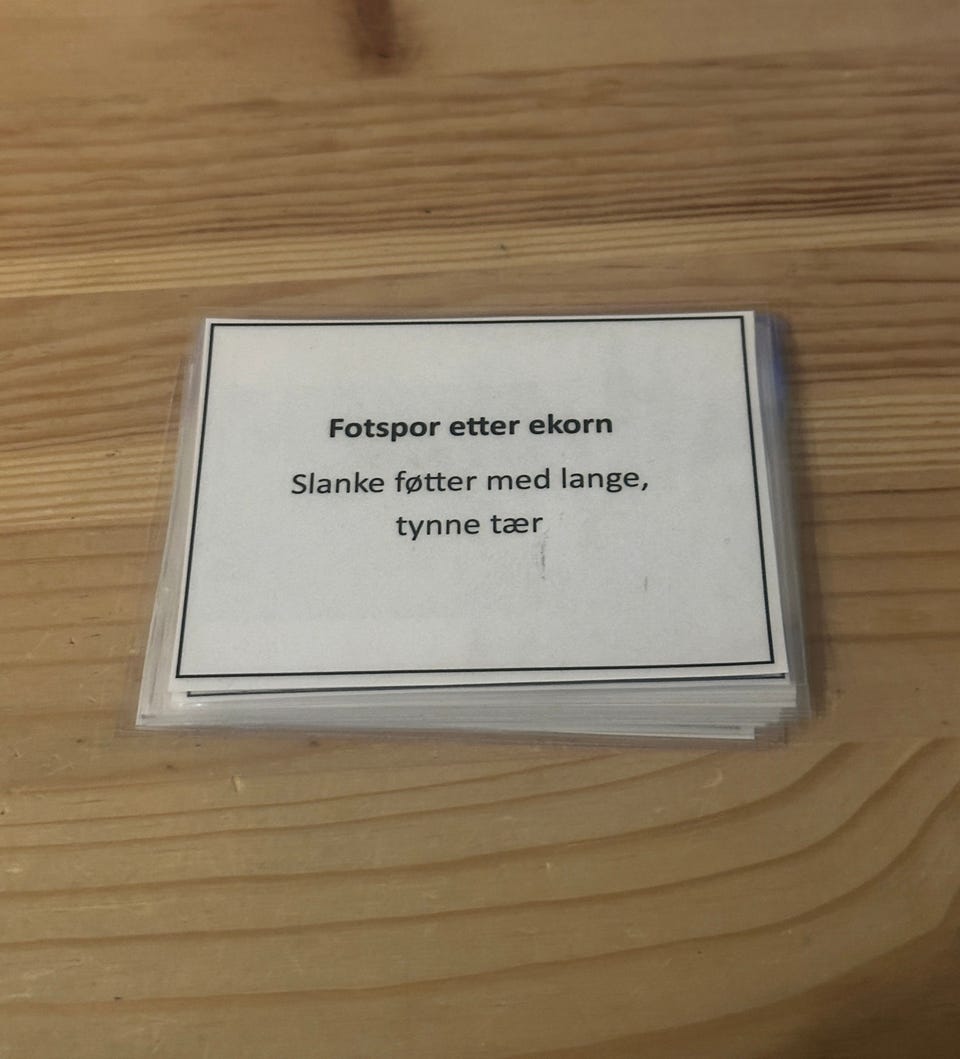 Fotspor etter ekorn
Slanke føtter med lange,
tynne tær